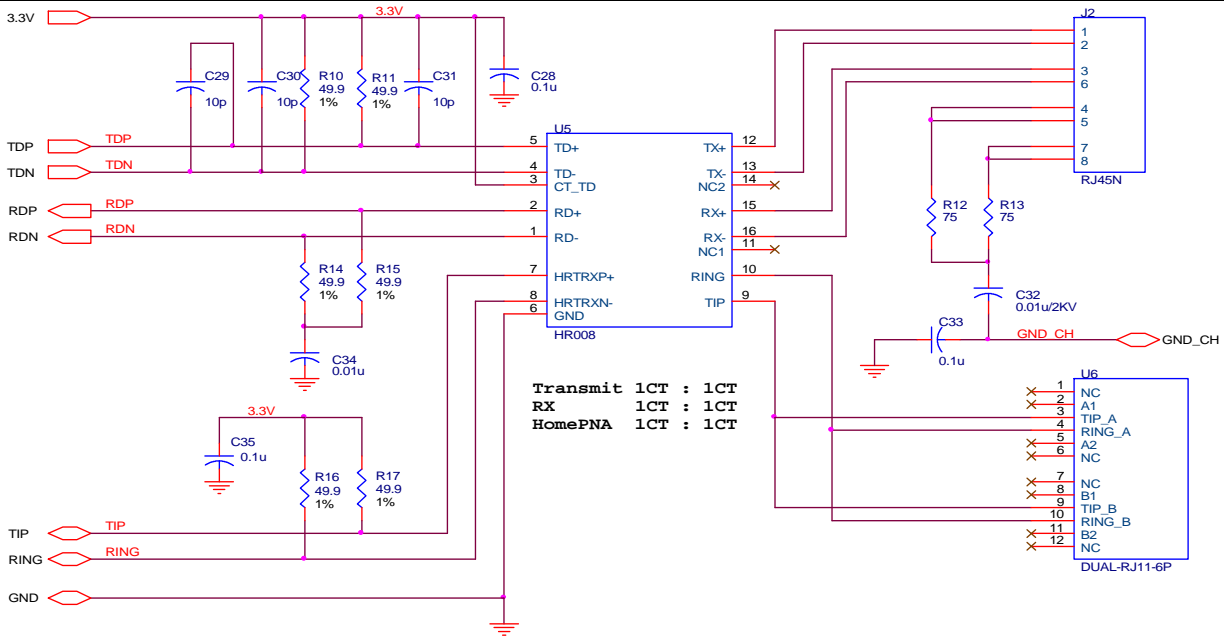 3.3V
3.3V
J2
1
2
3
6
4
5
7
8
RJ45N
C29
10p
C30
10p
R10
49.9
1%
R11
49.9
1%
C31
10p
C28
0.1u
TDP
TDP
TDN
TDN
RDP
RDP
RDN
RDN
U5
5
TD+
4
TD-
3
CT_TD
2
RD+
1
RD-
7
HRTRXP+
8
HRTRXN-
6
GND
HR008
12
TX+
13
TX-
14
NC2
15
RX+
16
RX-
11
NC1
10
RING
9
TIP
R12
75
R13
75
C32
0.01u/2KV
C33
0.1u
GND_CH
GND_CH
R14
49.9
1%
R15
49.9
1%
C34
0.01u
Transmit 1CT : 1CT
RX 1CT : 1CT
HomePNA 1CT : 1CT
U6
1
NC
2
A1
3
TIP_A
4
RING_A
5
A2
6
NC
7
NC
8
B1
9
TIP_B
10
RING_B
11
B2
12
NC
DUAL-RJ11-6P
3.3V
C35
0.1u
R16
49.9
1%
R17
49.9
1%
TIP
TIP
RING
RING
GND